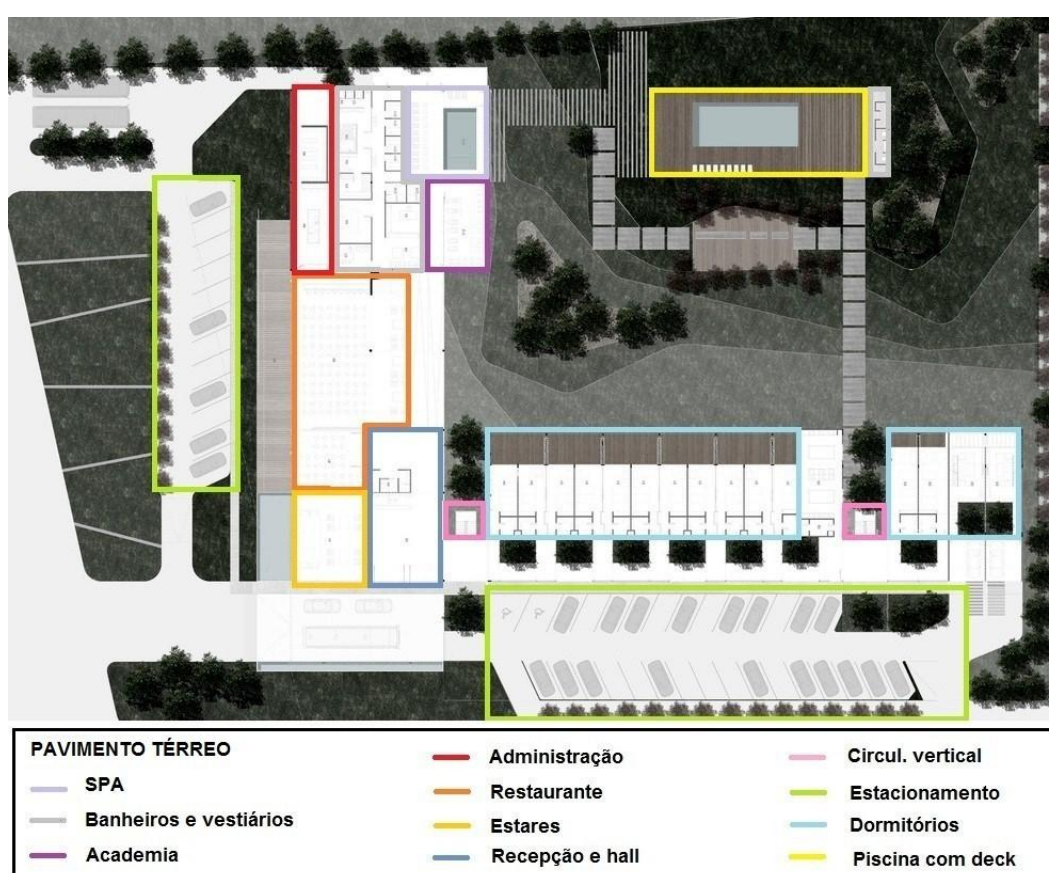 PAVIMENTO TÉRREO
SPA
Banheiros e vestiários
Academia
Administração
Restaurante
Estares
Recepção e hall
Circul. vertical
Estacionamento
Dormitórios
Piscina com deck